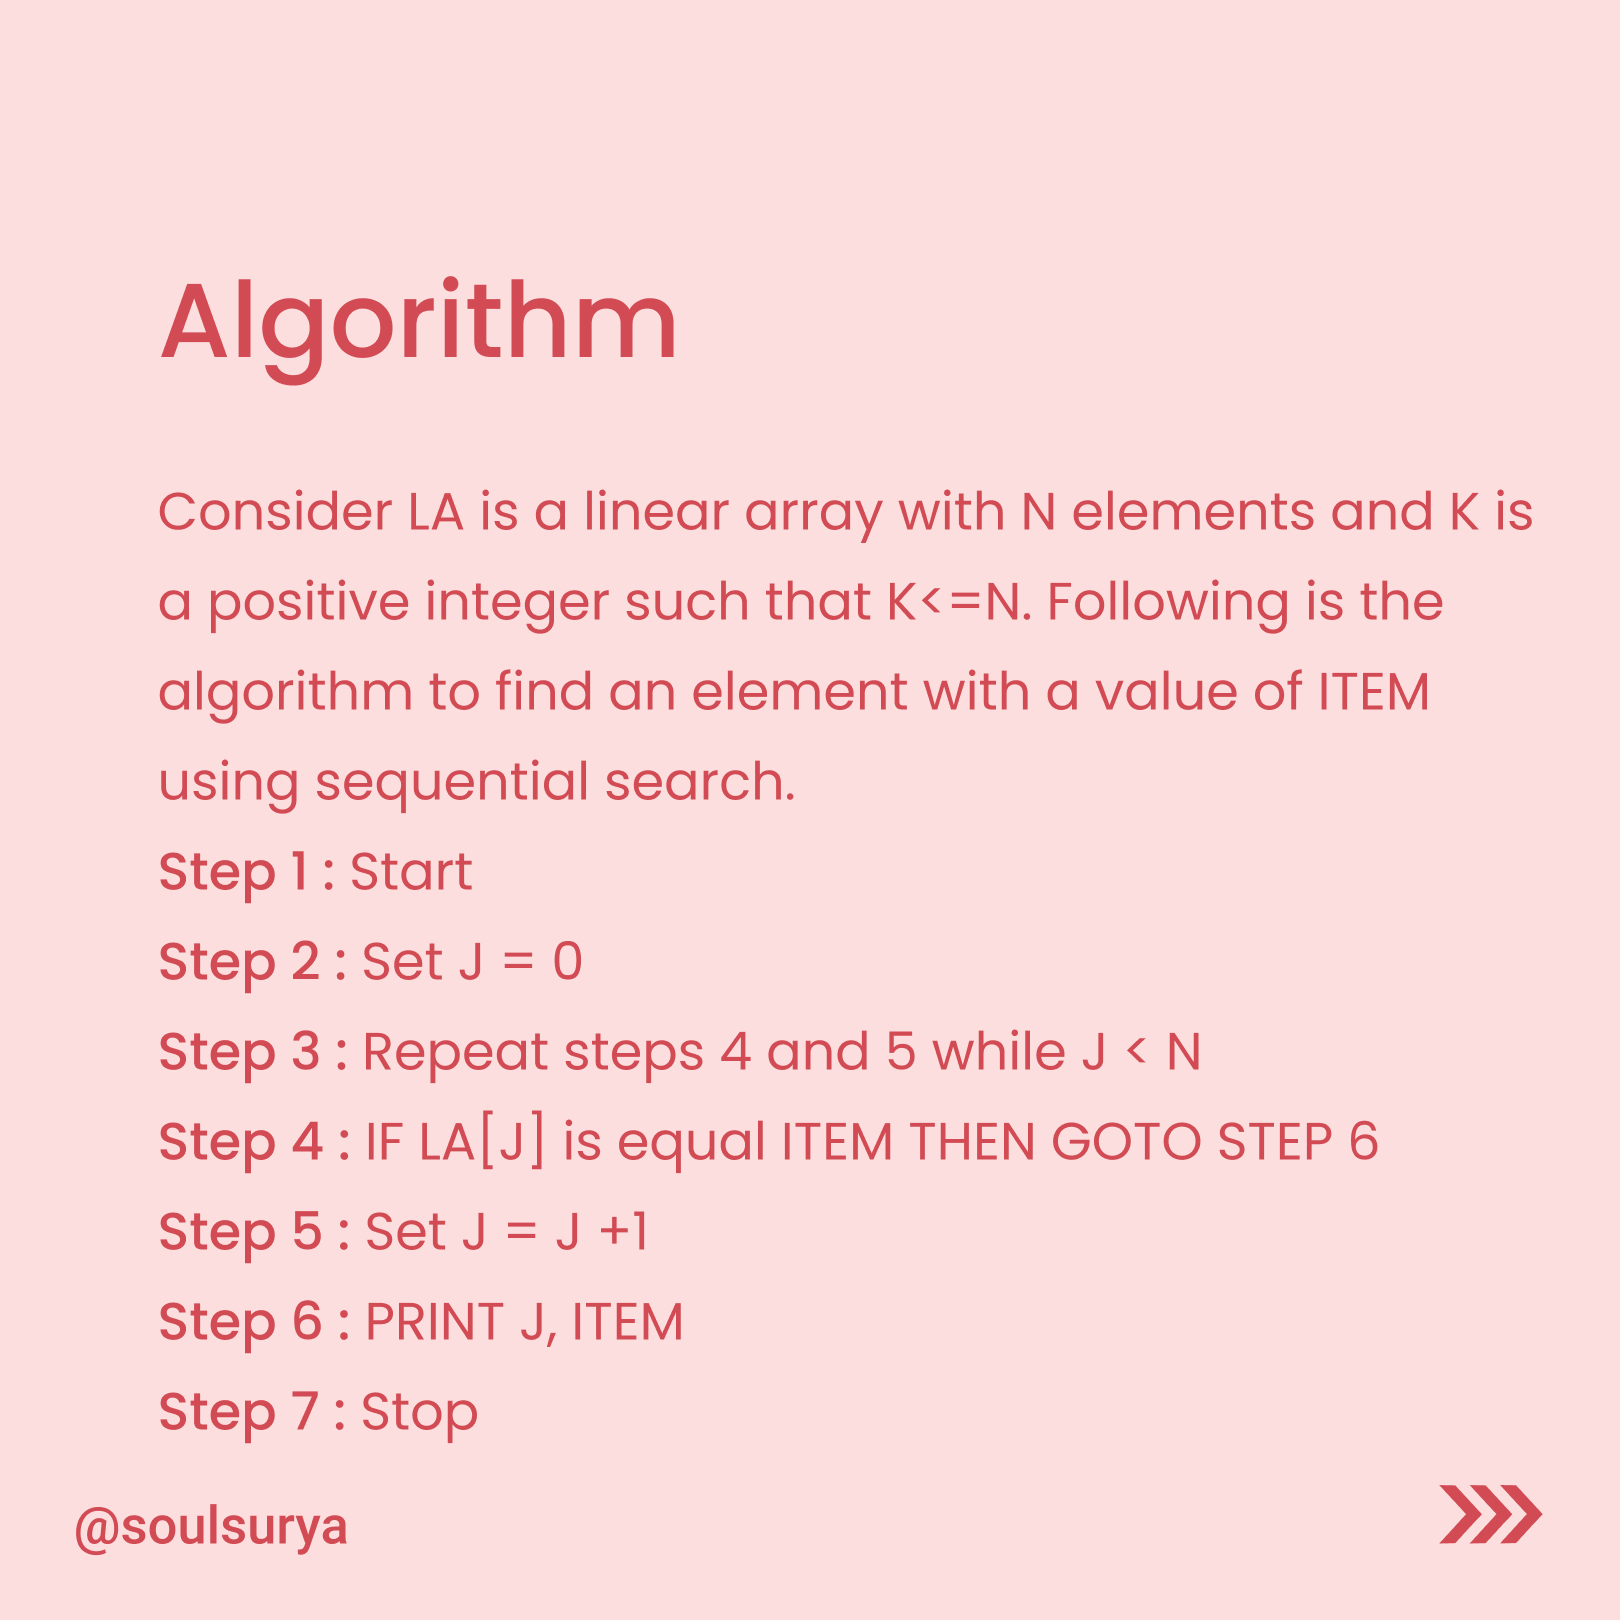 Algorithm
Consider LA is a linear array with N elements and K is
a positive integer such that K<=N. Following is the
algorithm to find an element with a value of ITEM
using sequential search.
Step 1 : Start
Step 2 : Set J = 0
Step 3 : Repeat steps 4 and 5 while J < N
Step 4 : IF LA[J] is equal ITEM THEN GOTO STEP 6
Step 5 : Set J = J +1
Step 6 : PRINT J, ITEM
Step 7 : Stop
@soulsurya